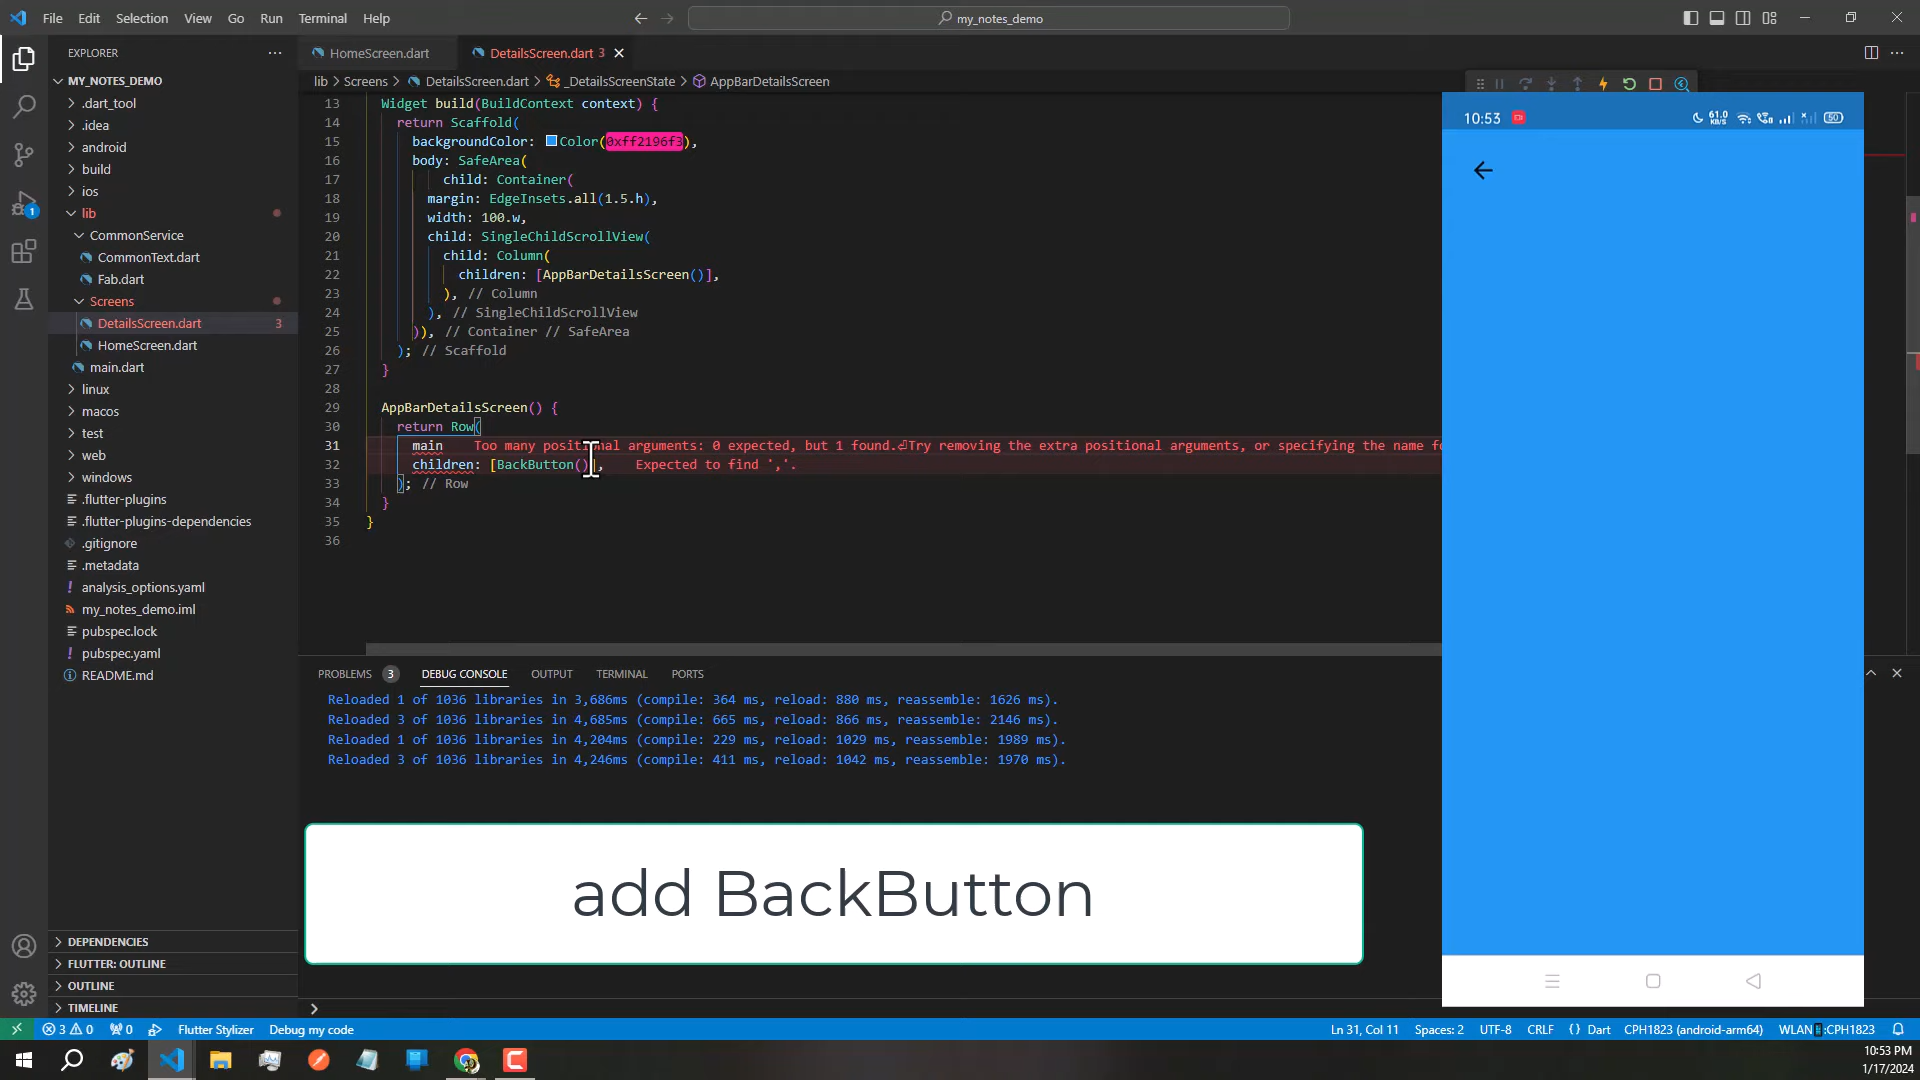 File Edit Selection View Go Run Terminal Help
my_notes_demo
EXPLORER
HomeScreen.dart
DetailsScreen.dart 3
MY_NOTES_DEMO
lib > Screens > DetailsScreen.dart > _DetailsScreenState > AppBarDetailsScreen
.dart_tool
.idea
android
build
ios
lib
CommonService
CommonText.dart
Fab.dart
Screens
DetailsScreen.dart 3
HomeScreen.dart
main.dart
linux
macos
test
web
windows
.flutter-plugins
.flutter-plugins-dependencies
.gitignore
.metadata
analysis_options.yaml
my_notes_demo.iml
pubspec.lock
pubspec.yaml
README.md
DEPENDENCIES
FLUTTER: OUTLINE
OUTLINE
TIMELINE
13 Widget build(BuildContext context) {
14 return Scaffold(
15 backgroundColor: Color(0xff2196f3),
16 body: SafeArea(
17 child: Container(
18 margin: EdgeInsets.all(1.5.h),
19 width: 100.w,
20 child: SingleChildScrollView(
21 child: Column(
22 children: [AppBarDetailsScreen()],
23 ), // Column
24 ), // SingleChildScrollView
25 )), // Container // SafeArea
26 ); // Scaffold
27 }
28
29 AppBarDetailsScreen() {
30 return Row(
31 main Too many positional arguments: 0 expected, but 1 found.⏎Try removing the extra positional arguments, or specifying the name fo
32 children: [BackButton()], Expected to find ','.
33 ); // Row
34 }
35 }
36
10:53
61.0 KB/S
50
PROBLEMS 3 DEBUG CONSOLE OUTPUT TERMINAL PORTS
Reloaded 1 of 1036 libraries in 3,686ms (compile: 364 ms, reload: 880 ms, reassemble: 1626 ms).
Reloaded 3 of 1036 libraries in 4,685ms (compile: 665 ms, reload: 866 ms, reassemble: 2146 ms).
Reloaded 1 of 1036 libraries in 4,204ms (compile: 229 ms, reload: 1029 ms, reassemble: 1989 ms).
Reloaded 3 of 1036 libraries in 4,246ms (compile: 411 ms, reload: 1042 ms, reassemble: 1970 ms).
add BackButton
1
3 0 0 Flutter Stylizer Debug my code
Ln 31, Col 11 Spaces: 2 UTF-8 CRLF {} Dart CPH1823 (android-arm64) WLAN :CPH1823
10:53 PM
1/17/2024